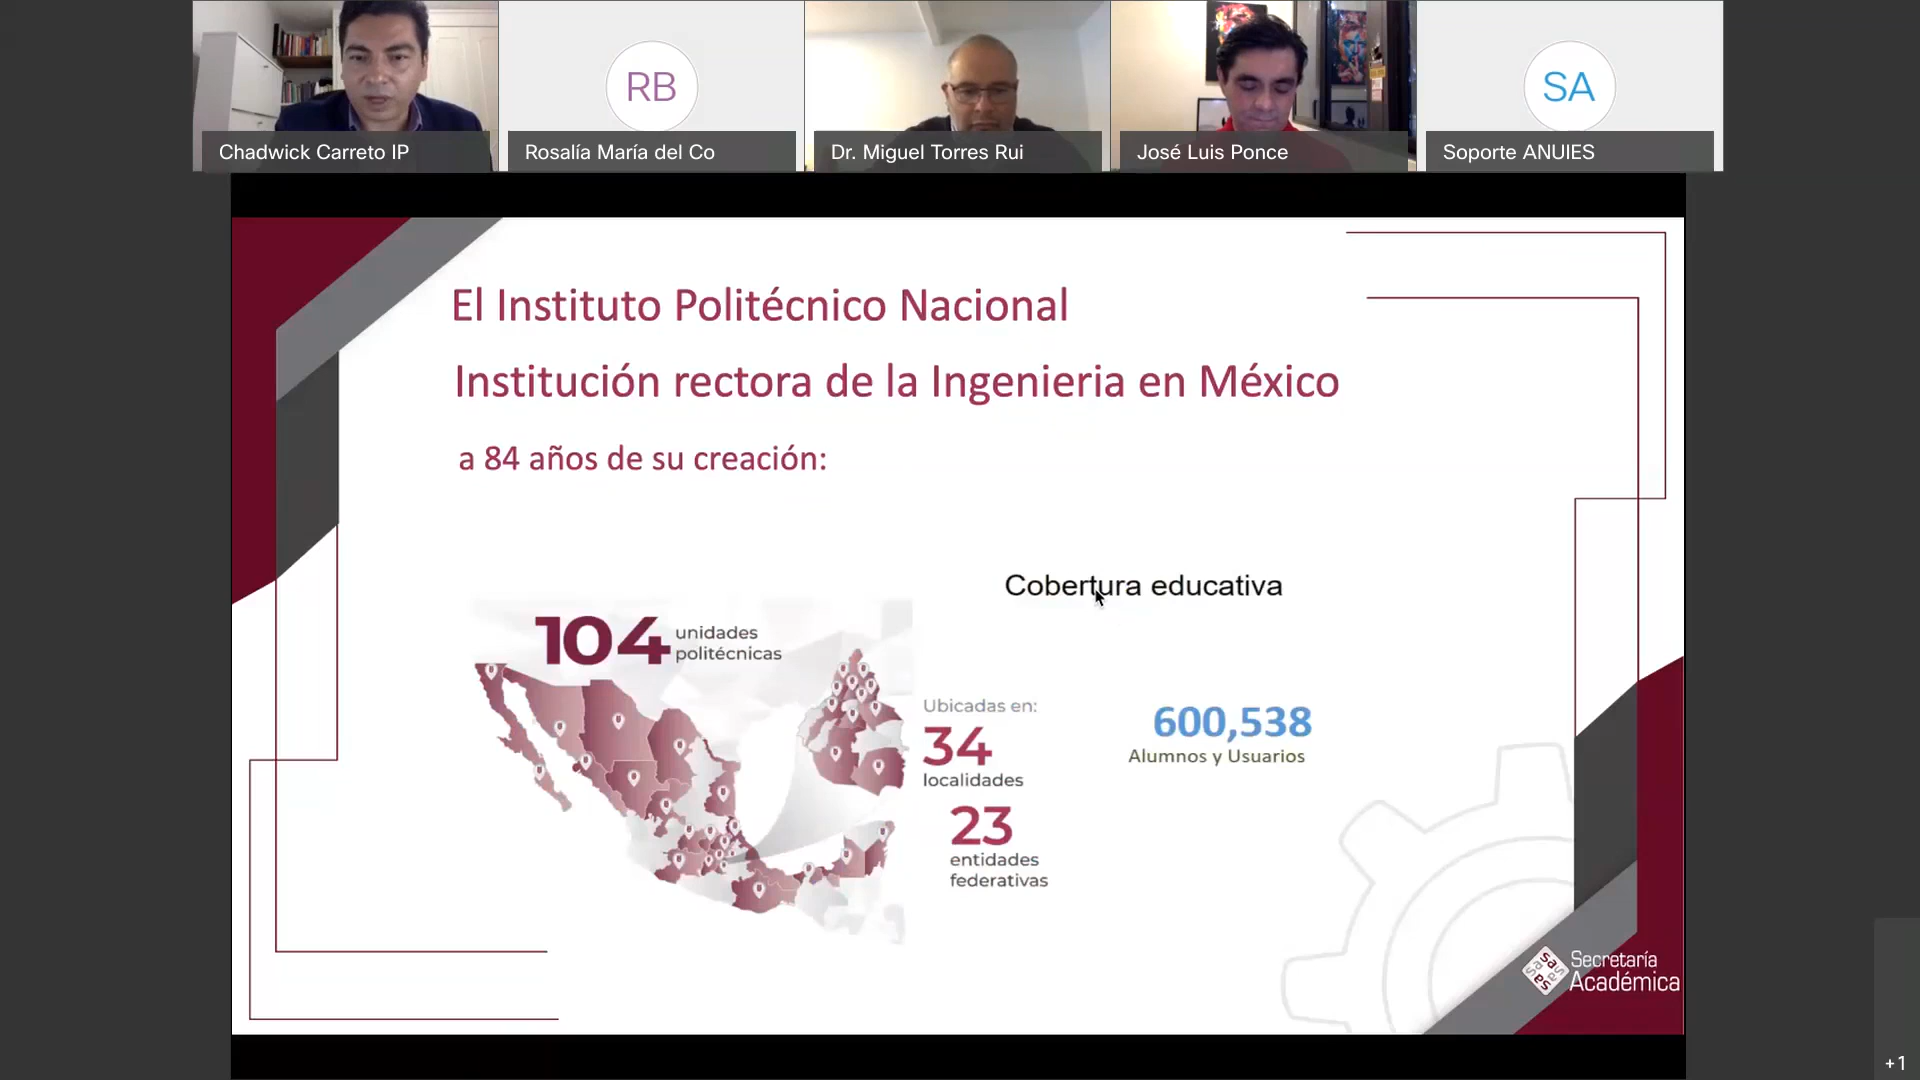 Chadwick Carreto IP
RB
Rosalía María del Co
Dr. Miguel Torres Rui
José Luis Ponce
SA
Soporte ANUIES
El Instituto Politécnico Nacional
Institución rectora de la Ingenieria en México
a 84 años de su creación:
Cobertura educativa
104 unidades
politécnicas
Ubicadas en:
34
localidades
23
entidades
federativas
600,538
Alumnos y Usuarios
Secretaría
Académica
+1